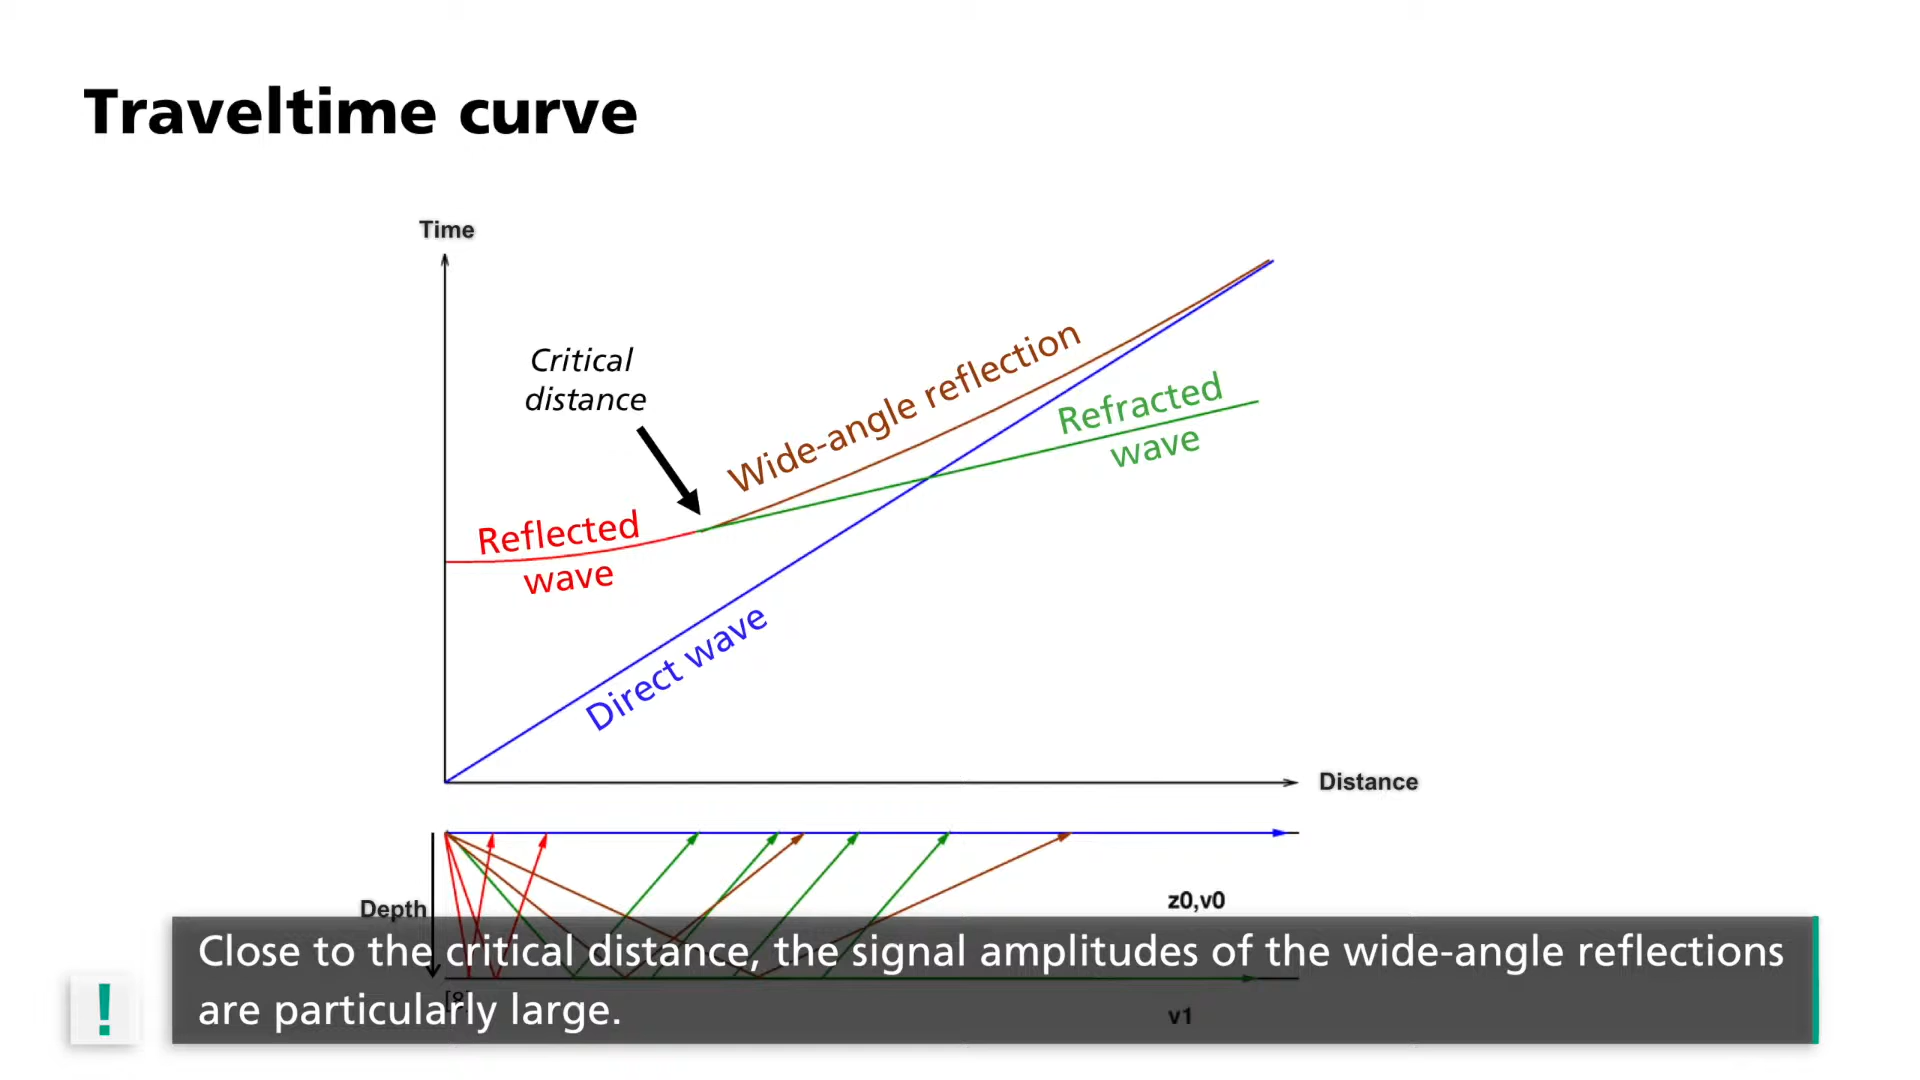 Traveltime curve
Time
Critical
distance
Wide-angle reflection
Refracted
wave
Reflected
wave
Direct wave
Distance
Depth
z0,v0
Close to the critical distance, the signal amplitudes of the wide-angle reflections
are particularly large.
[8]
v1
!